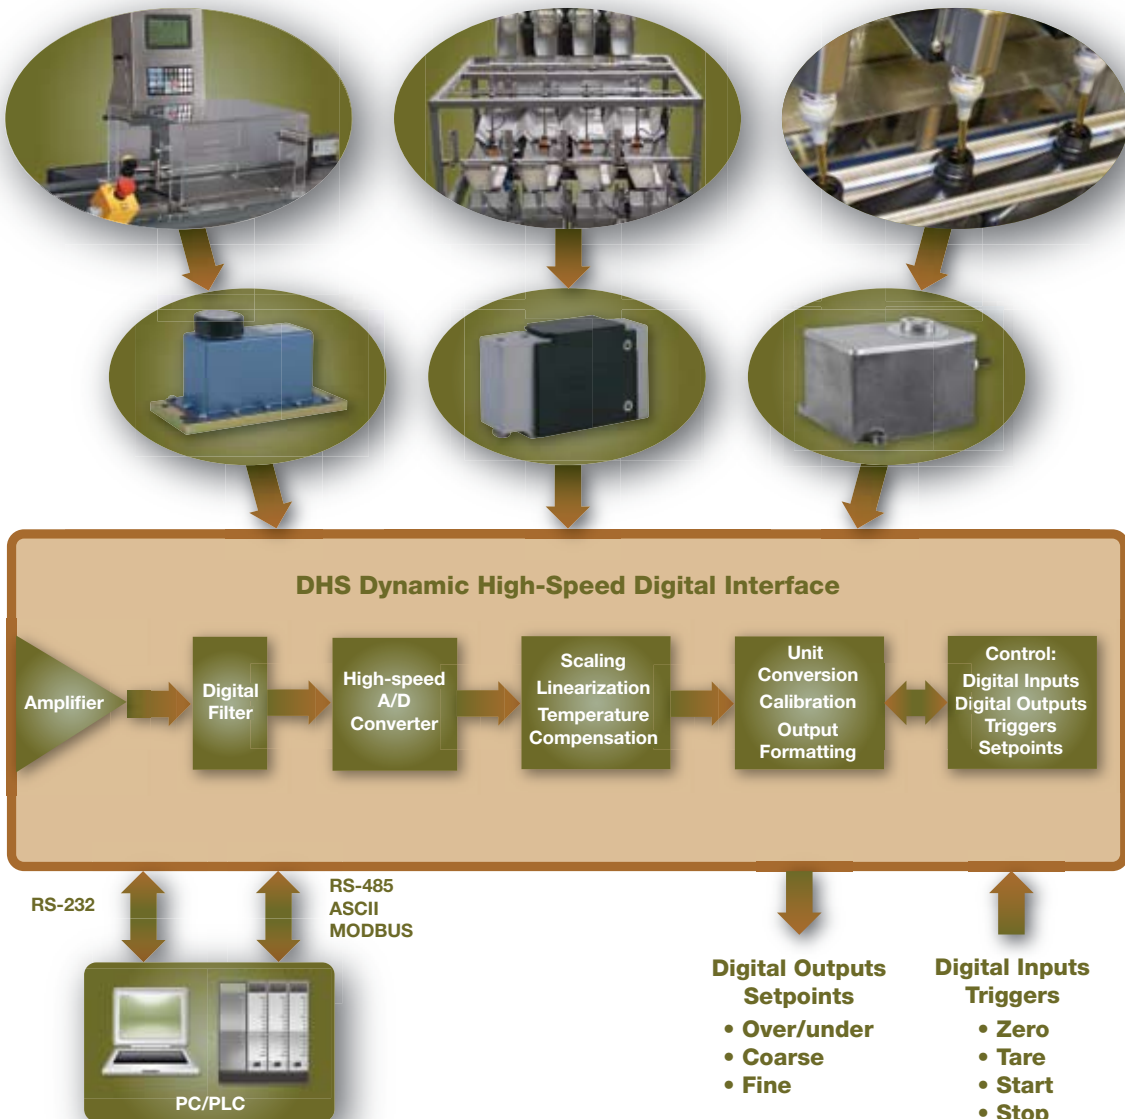 DHS Dynamic High-Speed Digital Interface
Amplifier
Digital
Filter
High-speed
A/D
Converter
Scaling
Linearization
Temperature
Compensation
Unit
Conversion
Calibration
Output
Formatting
Control:
Digital Inputs
Digital Outputs
Triggers
Setpoints
RS-232
RS-485
ASCII
MODBUS
PC/PLC
Digital Outputs
Setpoints
• Over/under
• Coarse
• Fine
Digital Inputs
Triggers
• Zero
• Tare
• Start
• Stop